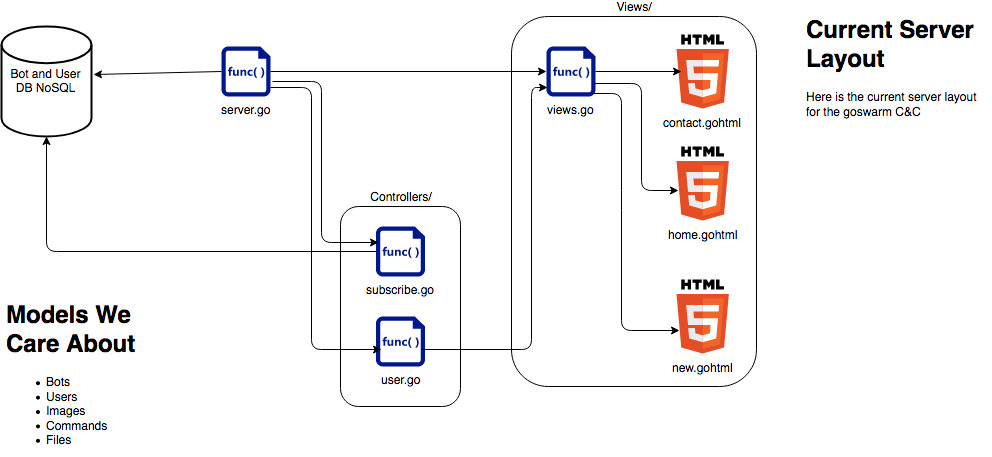 Views/
Current Server
Layout
Here is the current server layout
for the goswarm C&C
Bot and User
DB NoSQL
func( )
server.go
func( )
views.go
HTML
5
contact.gohtml
HTML
5
home.gohtml
HTML
5
new.gohtml
Controllers/
func( )
subscribe.go
func( )
user.go
Models We
Care About
• Bots
• Users
• Images
• Commands
• Files